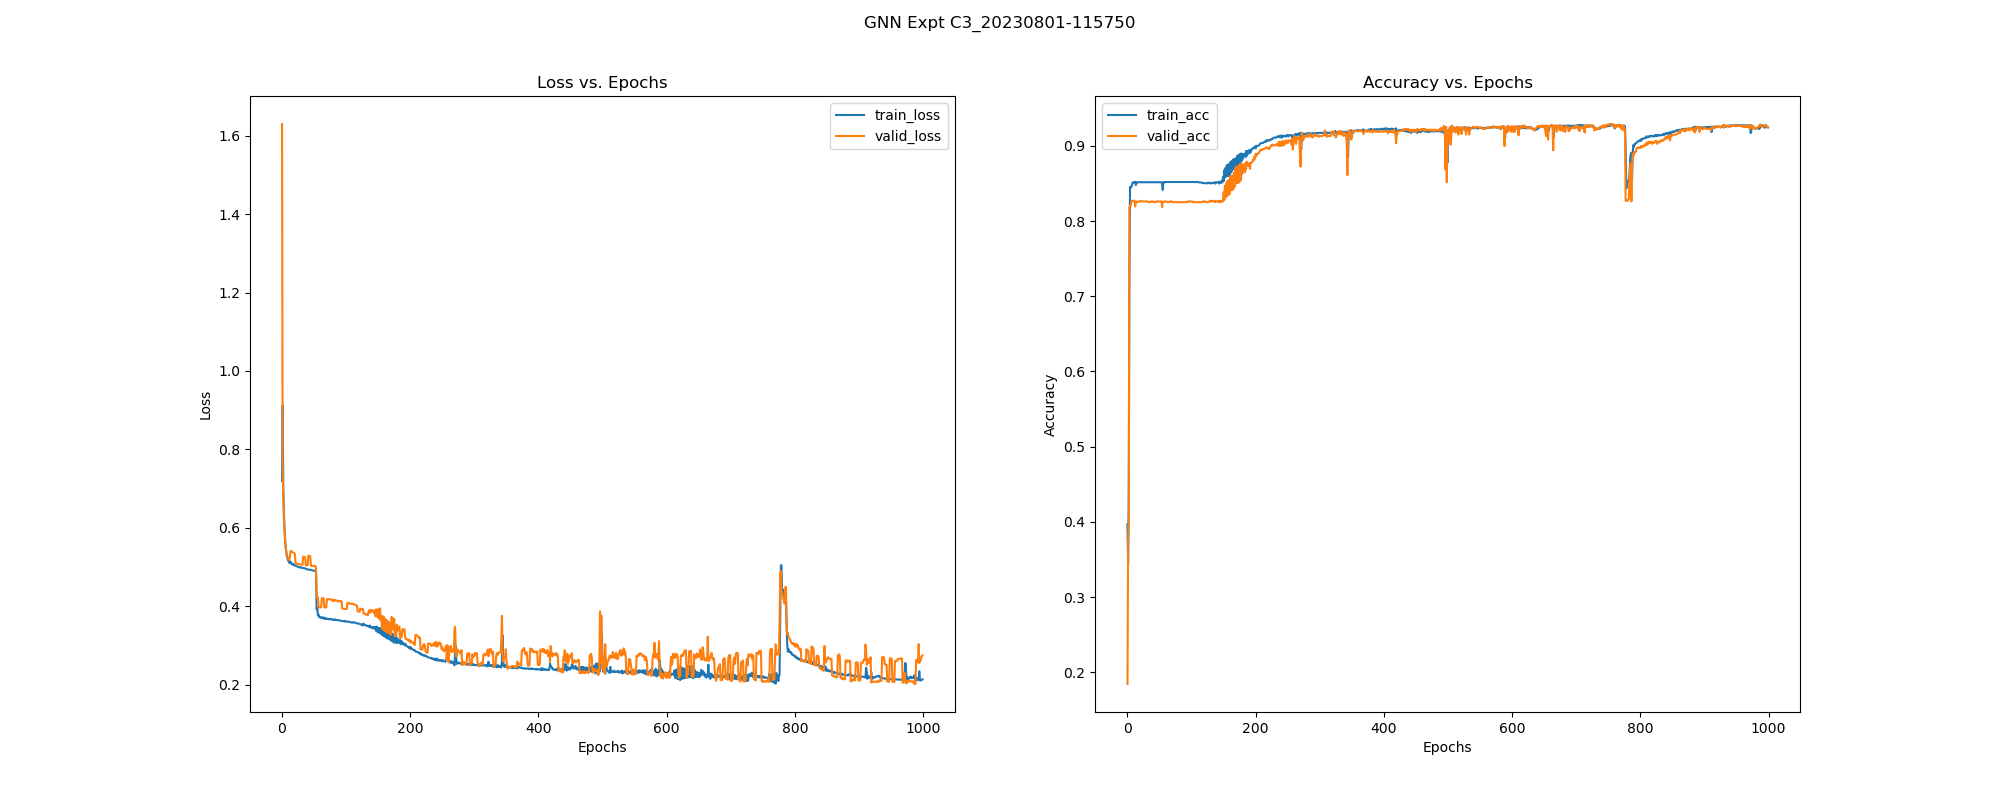 GNN Expt C3_20230801-115750
Loss vs. Epochs
train_loss
valid_loss
1.6
1.4
1.2
1.0
0.8
0.6
0.4
0.2
Loss
0
200
400
600
800
1000
Epochs
Accuracy vs. Epochs
train_acc
valid_acc
0.9
0.8
0.7
0.6
0.5
0.4
0.3
0.2
Accuracy
0
200
400
600
800
1000
Epochs